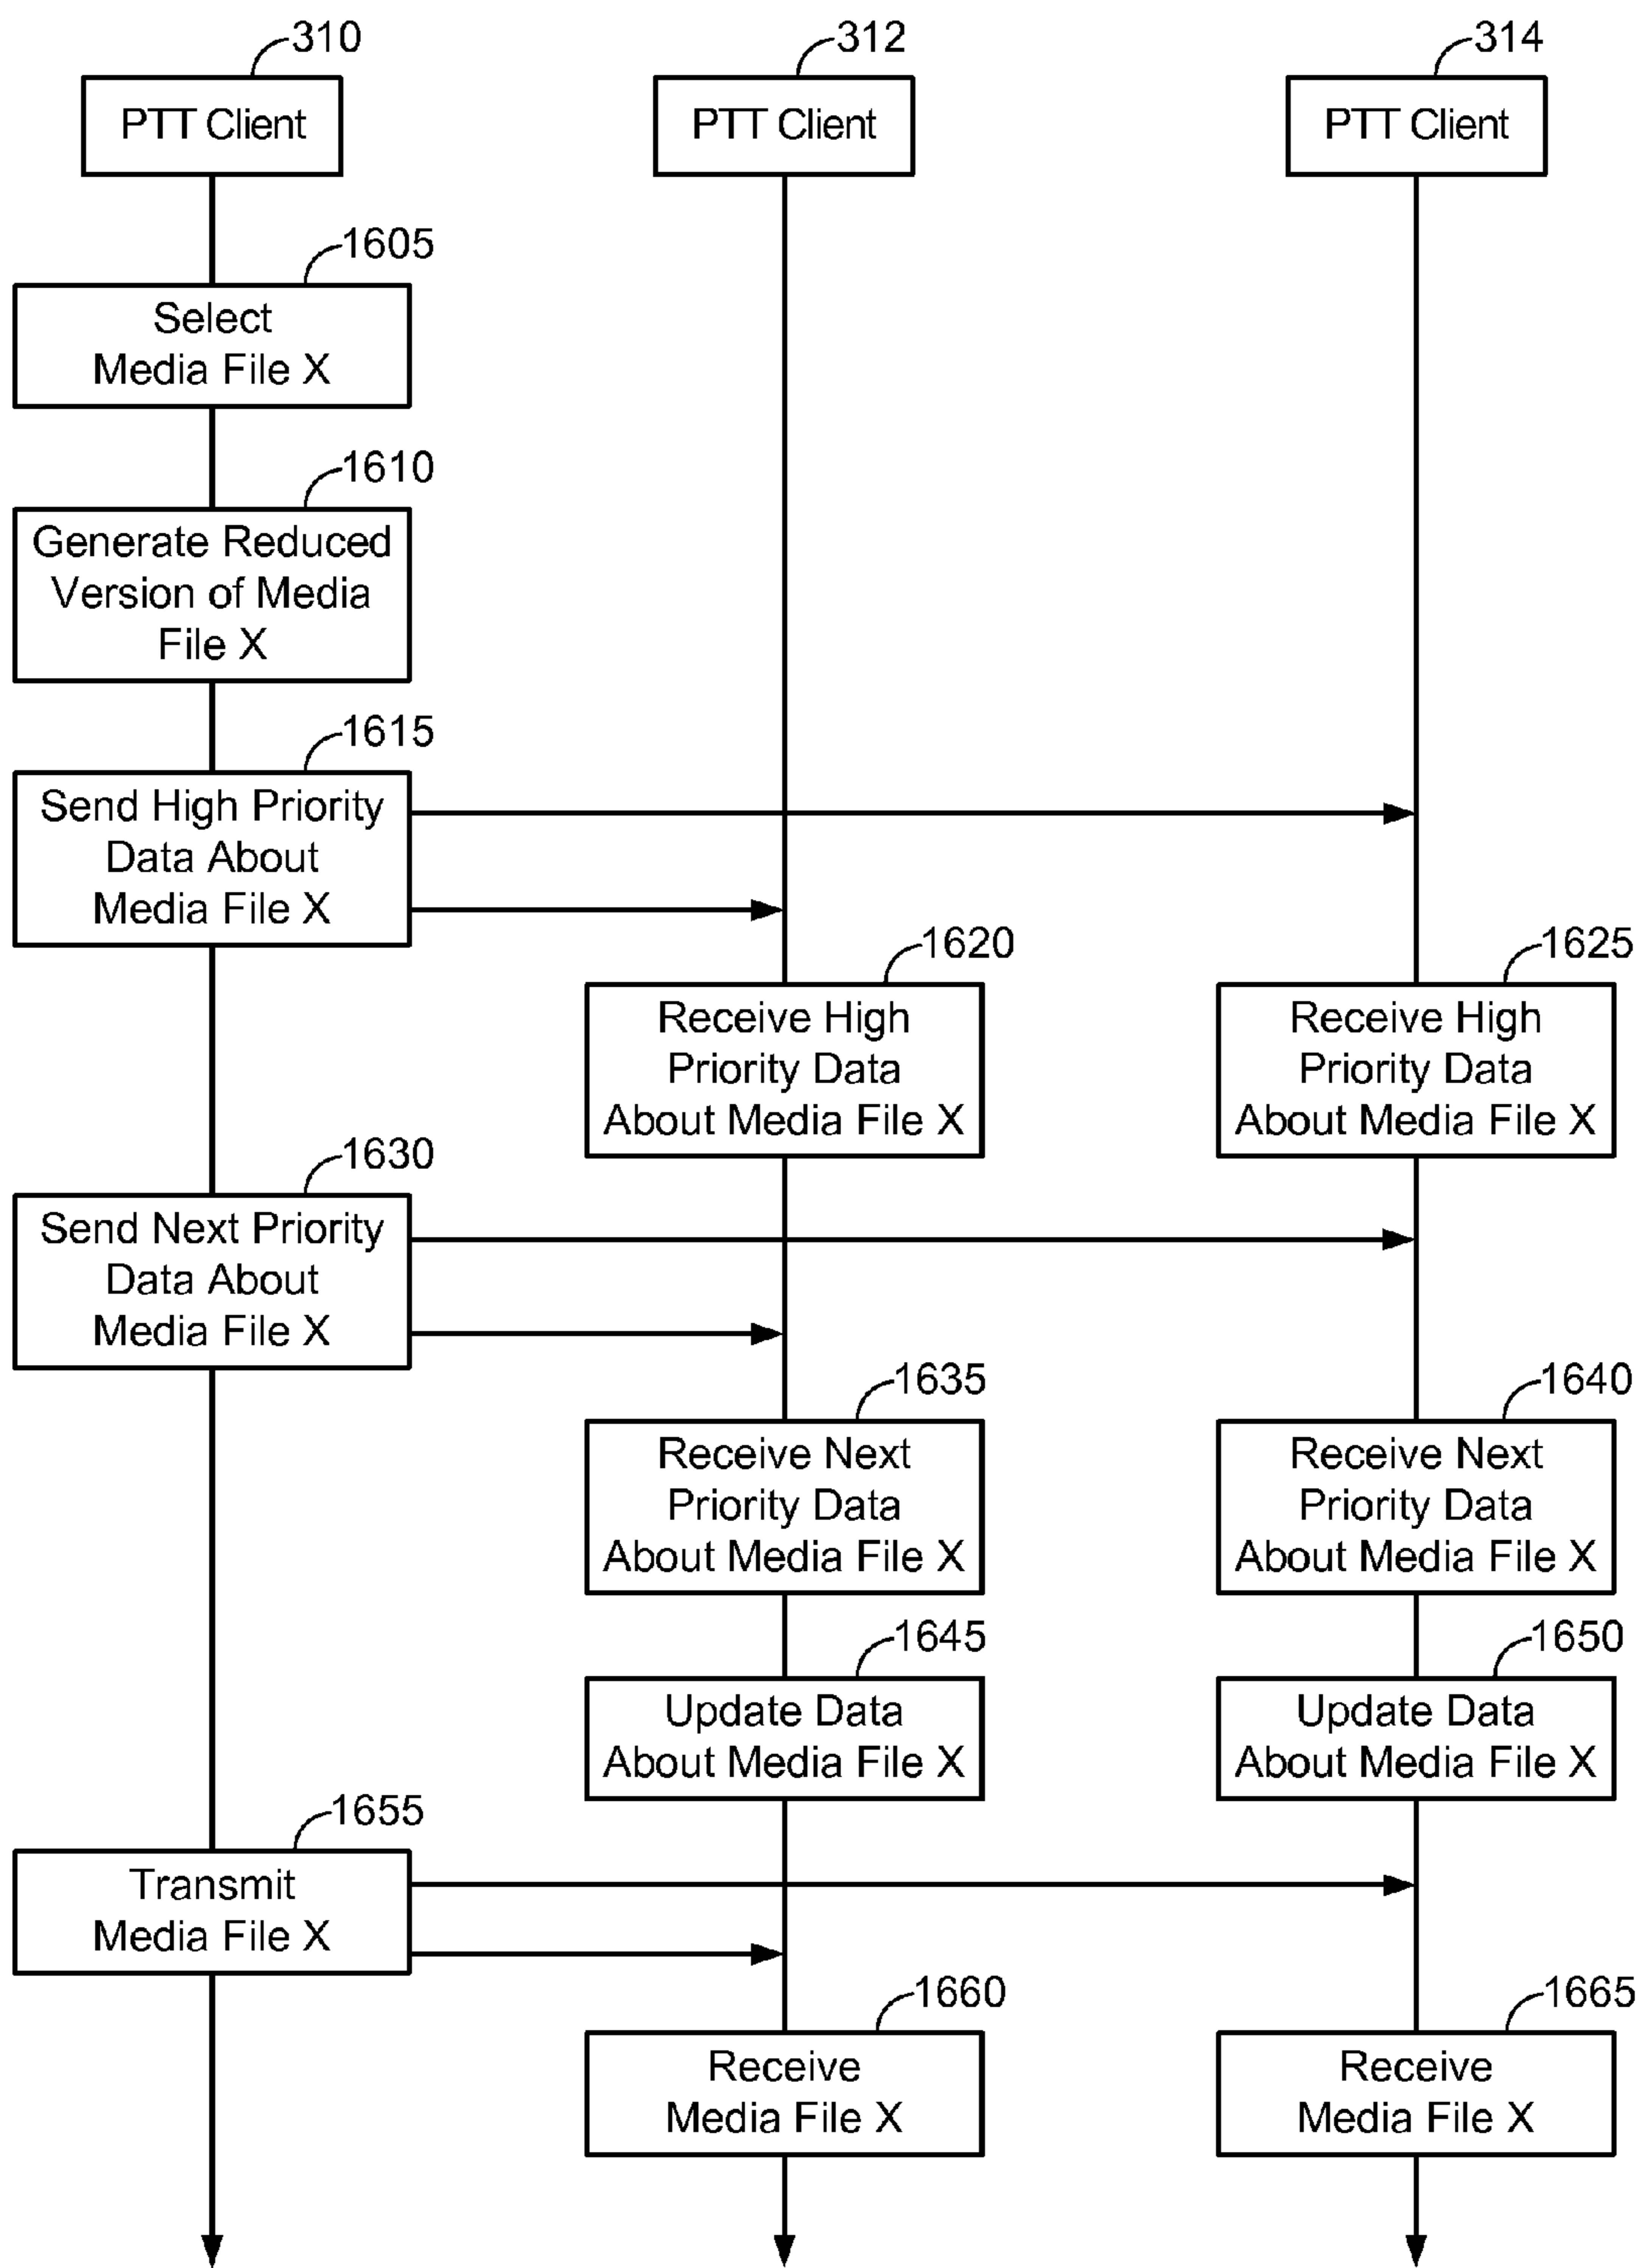 310
312
314
PTT Client
PTT Client
PTT Client
1605
Select
Media File X
1610
Generate Reduced
Version of Media
File X
1615
Send High Priority
Data About
Media File X
1620
Receive High
Priority Data
About Media File X
1625
Receive High
Priority Data
About Media File X
1630
Send Next Priority
Data About
Media File X
1635
Receive Next
Priority Data
About Media File X
1640
Receive Next
Priority Data
About Media File X
1645
Update Data
About Media File X
1650
Update Data
About Media File X
1655
Transmit
Media File X
1660
Receive
Media File X
1665
Receive
Media File X